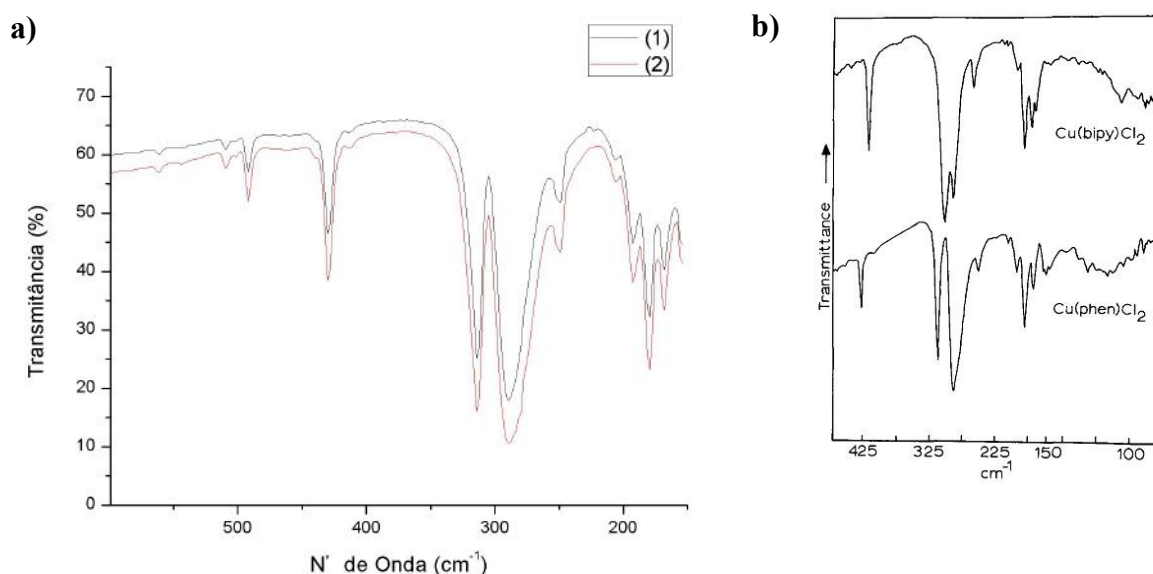 a)
(1)
(2)
70
60
50
40
30
20
10
0
500
400
300
200
Transmitância (%)
N' de Onda (cm⁻¹)
b)
Cu(bipy)Cl₂
Cu(phen)Cl₂
Transmittance
425
325
225
150
100
cm⁻¹